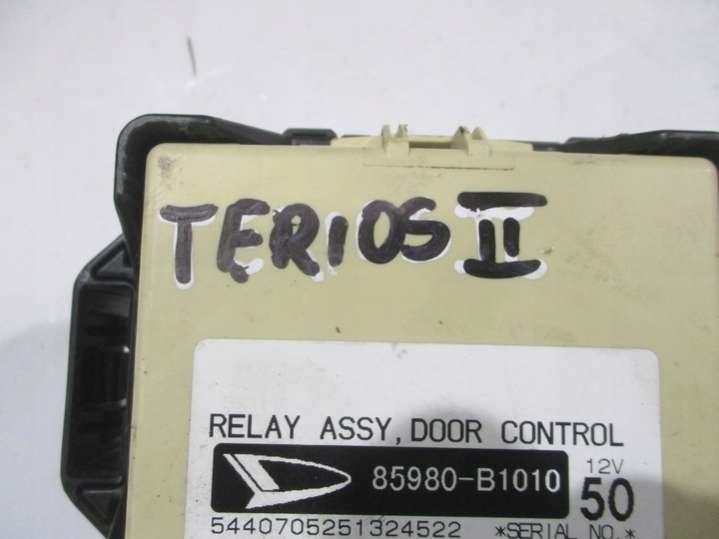 TERIOS II
RELAY ASSY, DOOR CONTROL
85980-B1010 12V
50
5440705251324522 *SERIAL NO.*